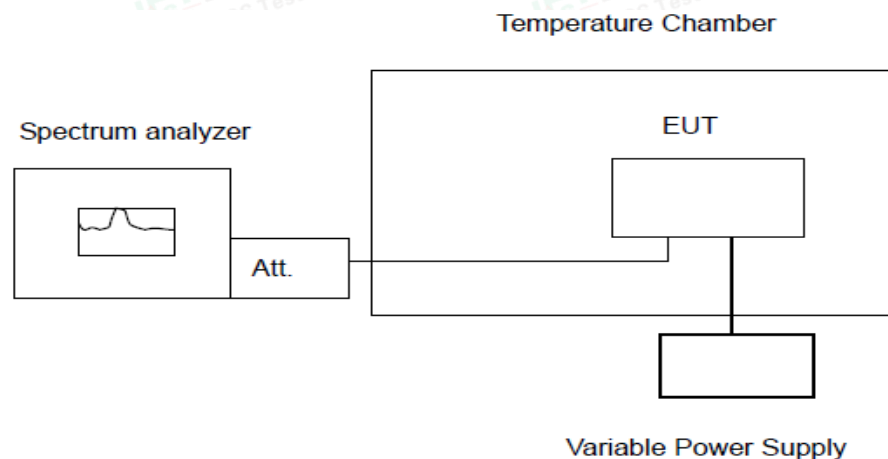 Temperature Chamber
Spectrum analyzer
EUT
Att.
Variable Power Supply